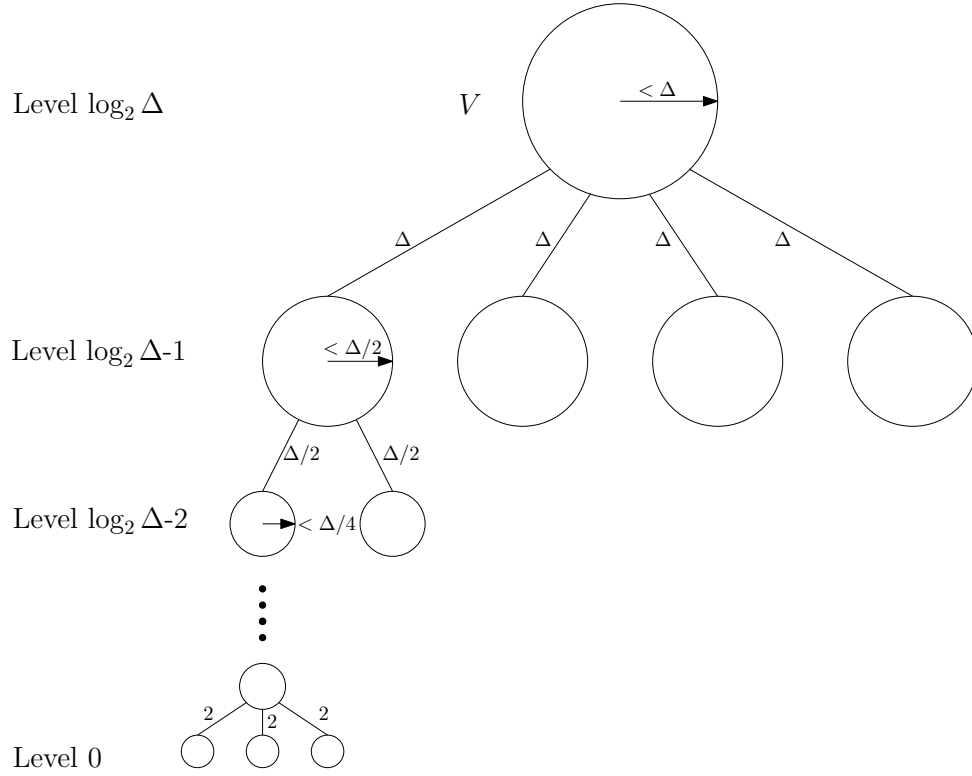 Level log₂ Δ
V
< Δ
Δ
Δ
Δ
Δ
Level log₂ Δ-1
< Δ/2
Δ/2
Δ/2
Level log₂ Δ-2
< Δ/4
2
2
2
Level 0